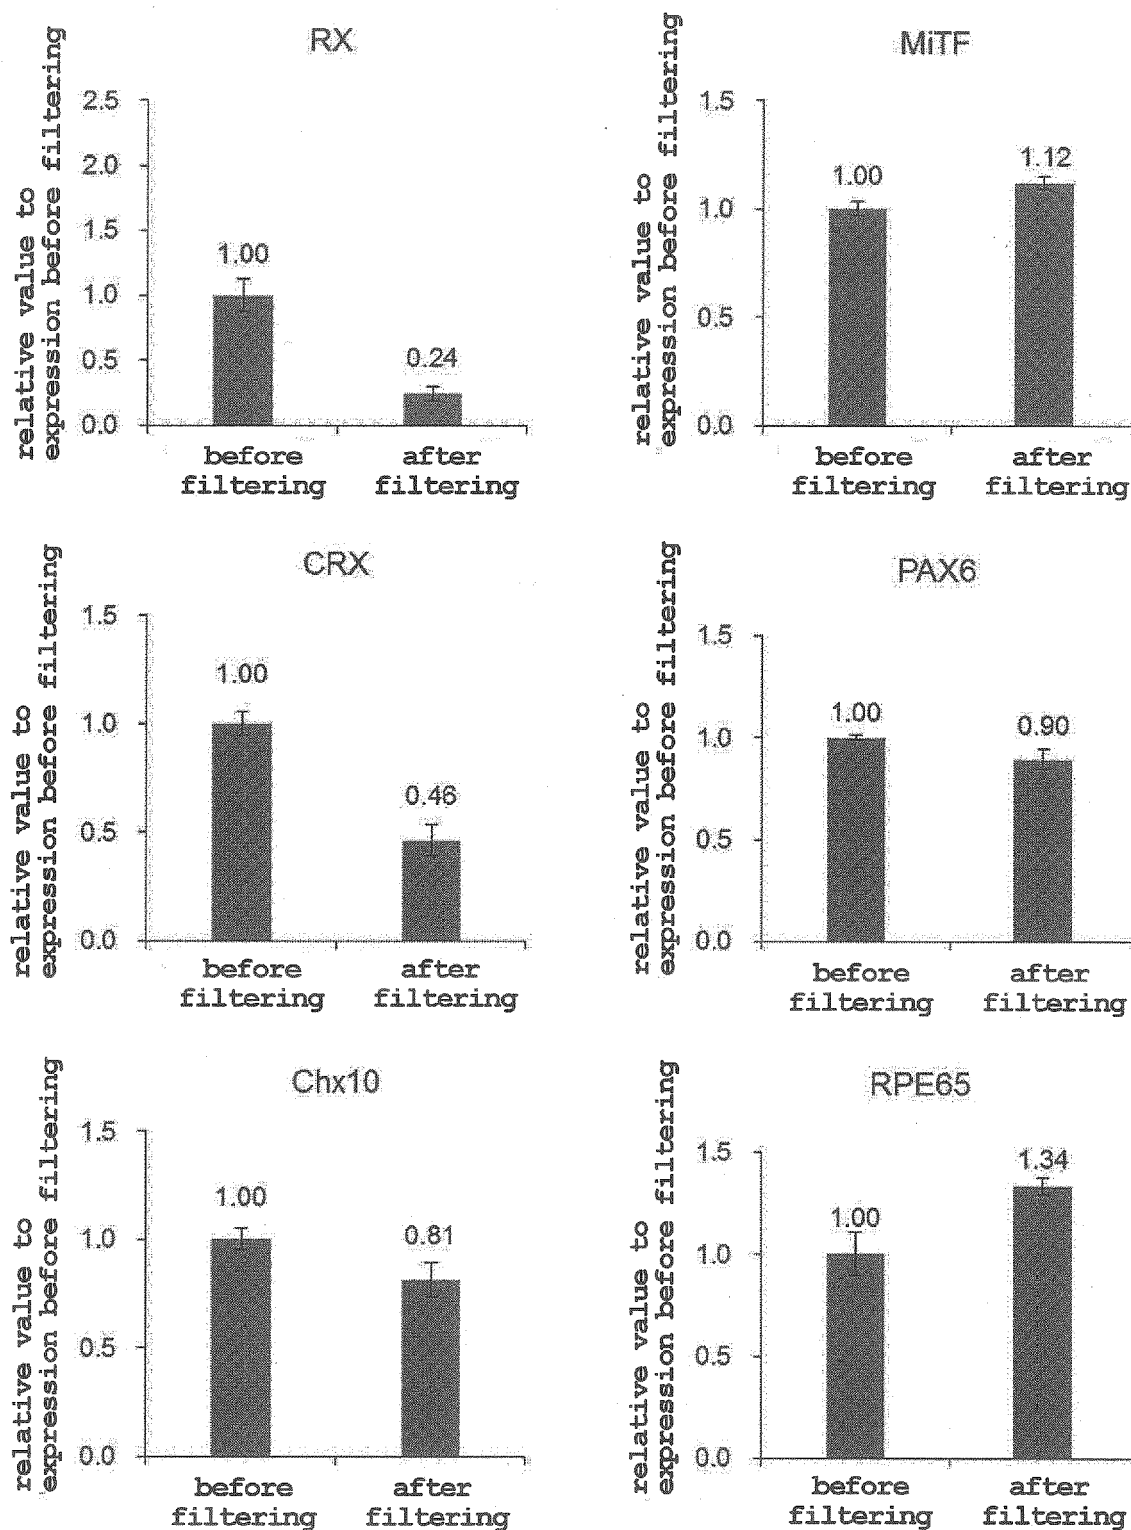 RX
relative value to
expression before filtering
2.5
2.0
1.5
1.0
0.5
0.0
1.00
0.24
before
filtering
after
filtering
MiTF
relative value to
expression before filtering
1.5
1.0
0.5
0.0
1.00
1.12
before
filtering
after
filtering
CRX
relative value to
expression before filtering
1.5
1.0
0.5
0.0
1.00
0.46
before
filtering
after
filtering
PAX6
relative value to
expression before filtering
1.5
1.0
0.5
0.0
1.00
0.90
before
filtering
after
filtering
Chx10
relative value to
expression before filtering
1.5
1.0
0.5
0.0
1.00
0.81
before
filtering
after
filtering
RPE65
relative value to
expression before filtering
1.5
1.0
0.5
0.0
1.00
1.34
before
filtering
after
filtering